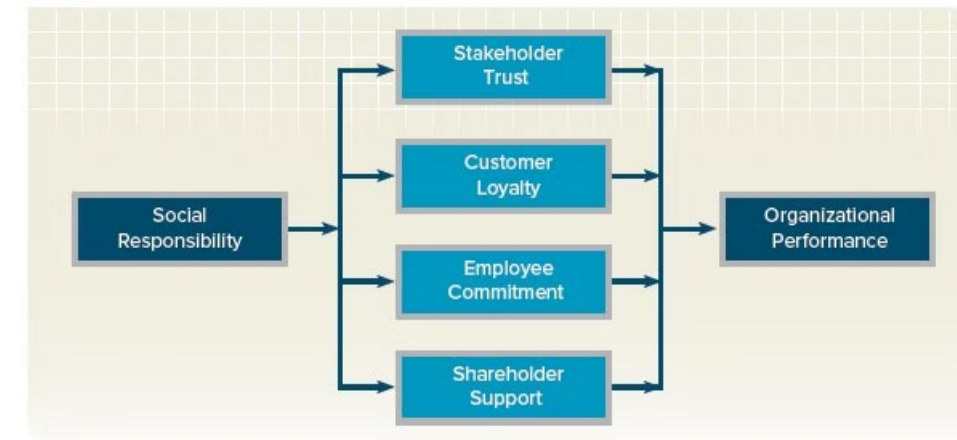 Social
Responsibility
Stakeholder
Trust
Customer
Loyalty
Employee
Commitment
Shareholder
Support
Organizational
Performance